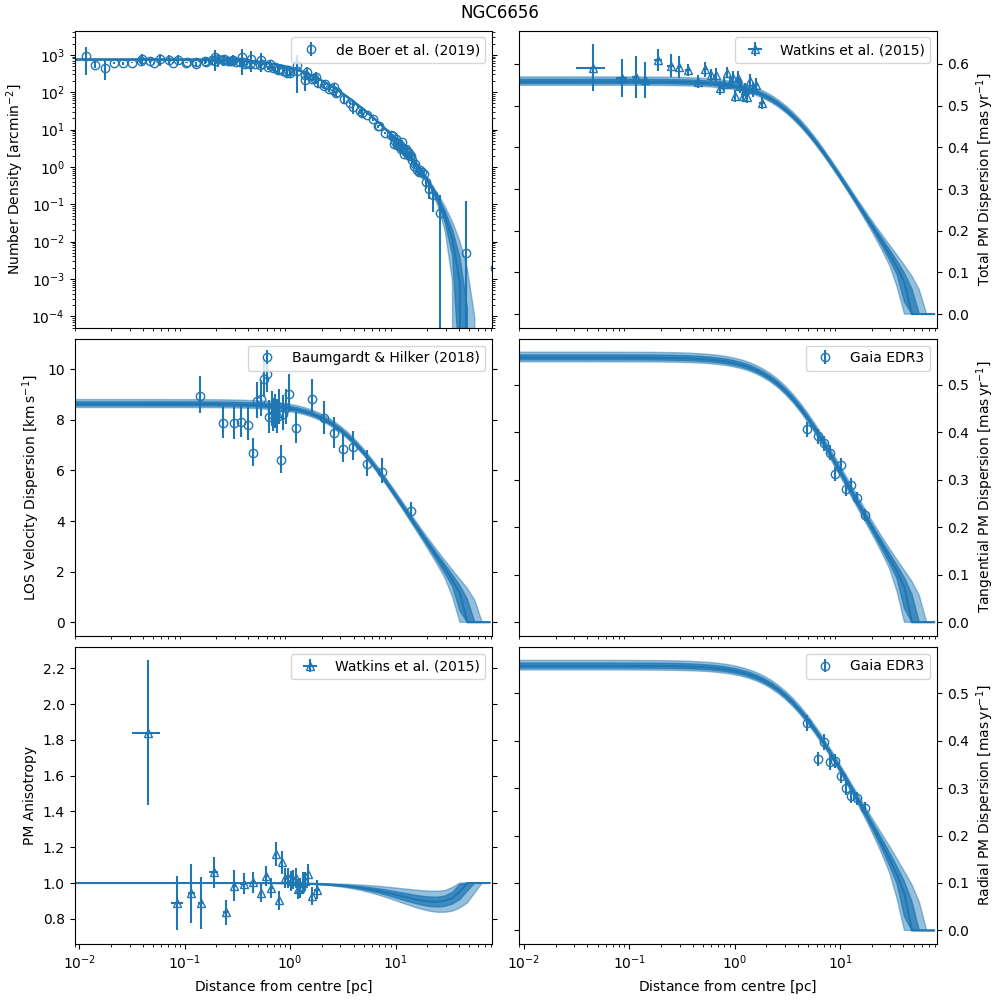 NGC6656
Number Density [arcmin⁻²]
10³
10²
10¹
10⁰
10⁻¹
10⁻²
10⁻³
10⁻⁴
de Boer et al. (2019)
Watkins et al. (2015)
0.6
0.5
0.4
0.3
0.2
0.1
0.0
Total PM Dispersion [mas yr⁻¹]
LOS Velocity Dispersion [km s⁻¹]
10
8
6
4
2
0
Baumgardt & Hilker (2018)
Gaia EDR3
0.5
0.4
0.3
0.2
0.1
0.0
Tangential PM Dispersion [mas yr⁻¹]
PM Anisotropy
2.2
2.0
1.8
1.6
1.4
1.2
1.0
0.8
Watkins et al. (2015)
10⁻² 10⁻¹ 10⁰ 10¹
Distance from centre [pc]
Gaia EDR3
0.5
0.4
0.3
0.2
0.1
0.0
Radial PM Dispersion [mas yr⁻¹]
10⁻² 10⁻¹ 10⁰ 10¹
Distance from centre [pc]